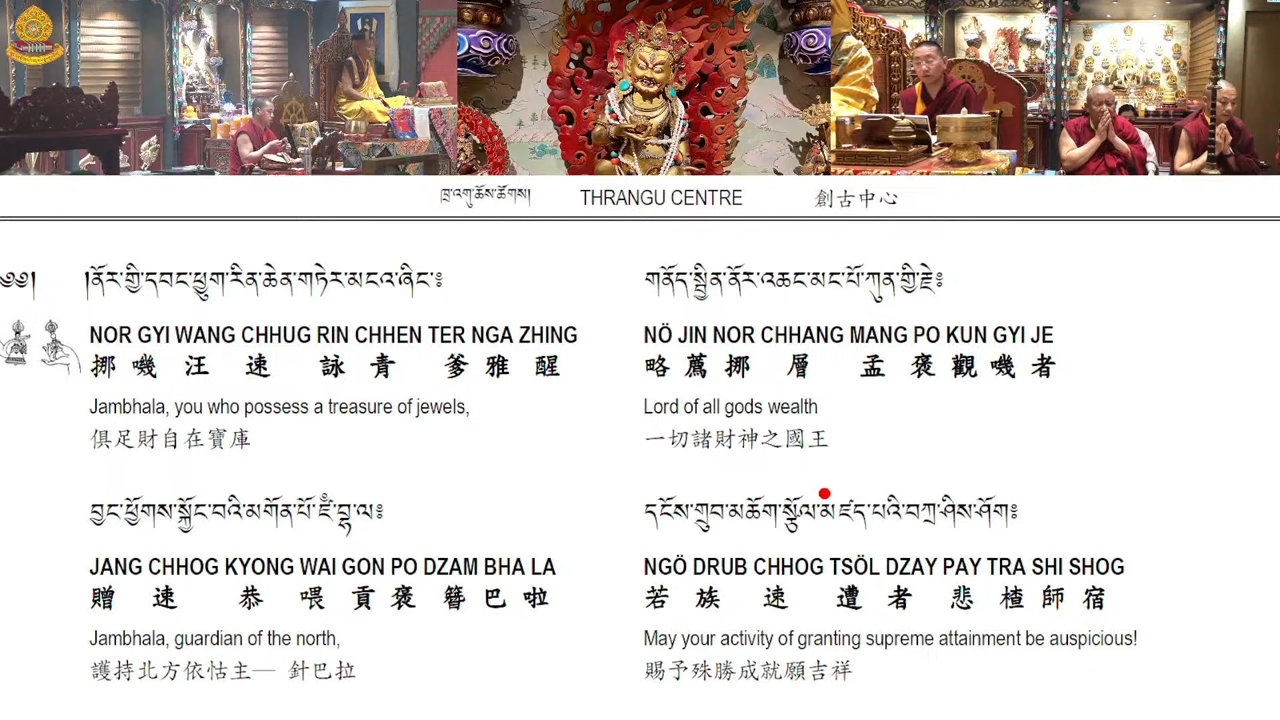 ཁྲ་འགུ་ཆོས་ཚོགས། THRANGU CENTRE 創古中心
༄༅། །ནོར་གྱི་དབང་ཕྱུག་རིན་ཆེན་གཏེར་མངའ་ཞིང་༔
NOR GYI WANG CHHUG RIN CHHEN TER NGA ZHING
挪嘰汪速詠青爹雅醒
Jambhala, you who possess a treasure of jewels,
俱足財自在寶庫
གནོད་སྦྱིན་ནོར་འཆང་མང་པོ་ཀུན་གྱི་རྗེ༔
NÖ JIN NOR CHHANG MANG PO KUN GYI JE
略薦挪層孟褒觀嘰者
Lord of all gods wealth
一切諸財神之國王
བྱང་ཕྱོགས་སྐྱོང་བའི་མགོན་པོ་ཛཾ་བྷ་ལ༔
JANG CHHOG KYONG WAI GON PO DZAM BHA LA
贈速恭喂貢褒簪巴啦
Jambhala, guardian of the north,
護持北方依怙主— 針巴拉
དངོས་གྲུབ་མཆོག་སྩོལ་མཛད་པའི་བཀྲ་ཤིས་ཤོག༔
NGÖ DRUB CHHOG TSÖL DZAY PAY TRA SHI SHOG
若族速遭者悲楂師宿
May your activity of granting supreme attainment be auspicious!
賜予殊勝成就願吉祥